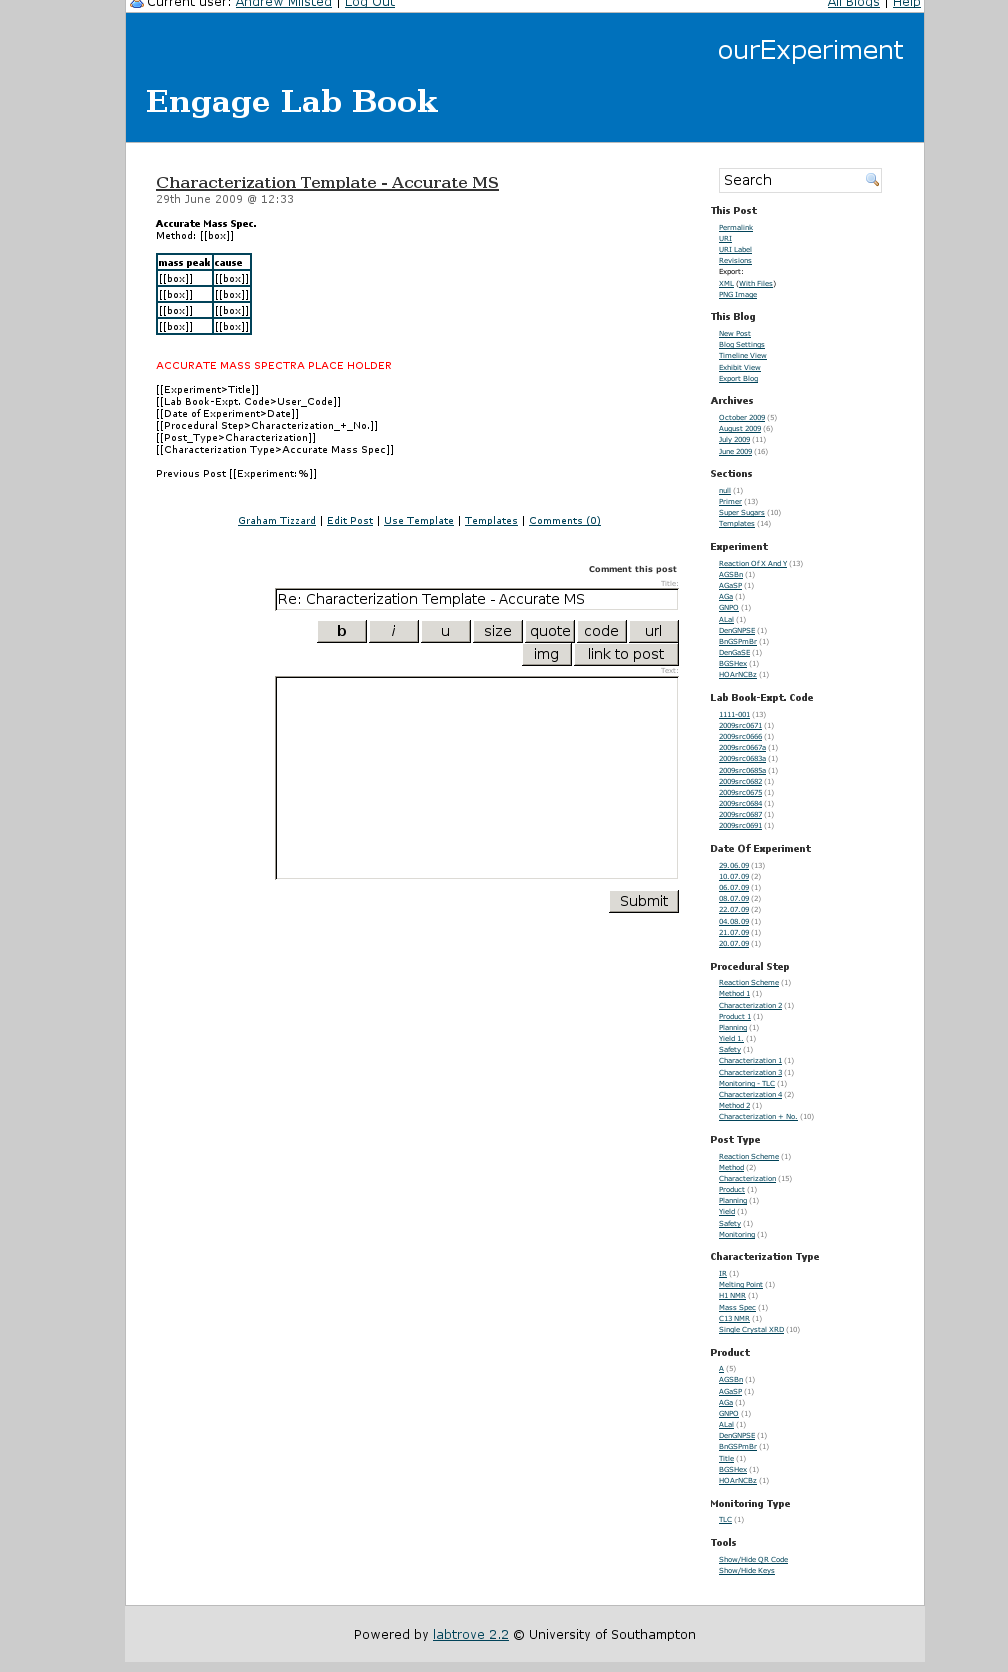 Current user: Andrew Milsted | Log Out
All Blogs | Help
ourExperiment
Engage Lab Book
Characterization Template - Accurate MS
29th June 2009 @ 12:33
Accurate Mass Spec.
Method: [[box]]
mass peak cause
[[box]] [[box]]
[[box]] [[box]]
[[box]] [[box]]
[[box]] [[box]]
ACCURATE MASS SPECTRA PLACE HOLDER
[[Experiment>Title]]
[[Lab Book-Expt. Code>User_Code]]
[[Date of Experiment>Date]]
[[Procedural Step>Characterization_+_No.]]
[[Post_Type>Characterization]]
[[Characterization Type>Accurate Mass Spec]]
Previous Post [[Experiment:%]]
Graham Tizzard | Edit Post | Use Template | Templates | Comments (0)
Comment this post
Title:
Re: Characterization Template - Accurate MS
b i u size quote code url
img link to post
Text:
Submit
Search
This Post
Permalink
URI
URI Label
Revisions
Export:
XML (With Files)
PNG Image
This Blog
New Post
Blog Settings
Timeline View
Exhibit View
Export Blog
Archives
October 2009 (5)
August 2009 (6)
July 2009 (11)
June 2009 (16)
Sections
null (1)
Primer (13)
Super Sugars (10)
Templates (14)
Experiment
Reaction Of X And Y (13)
AGSBn (1)
AGaSP (1)
AGa (1)
GNPO (1)
ALal (1)
DenGNPSE (1)
BnGSPmBr (1)
DenGaSE (1)
BGSHex (1)
HOArNCBz (1)
Lab Book-Expt. Code
1111-001 (13)
2009src0671 (1)
2009src0666 (1)
2009src0667a (1)
2009src0683a (1)
2009src0685a (1)
2009src0682 (1)
2009src0675 (1)
2009src0684 (1)
2009src0687 (1)
2009src0691 (1)
Date Of Experiment
29.06.09 (13)
10.07.09 (2)
06.07.09 (1)
08.07.09 (2)
22.07.09 (2)
04.08.09 (1)
21.07.09 (1)
20.07.09 (1)
Procedural Step
Reaction Scheme (1)
Method 1 (1)
Characterization 2 (1)
Product 1 (1)
Planning (1)
Yield 1. (1)
Safety (1)
Characterization 1 (1)
Characterization 3 (1)
Monitoring - TLC (1)
Characterization 4 (2)
Method 2 (1)
Characterization + No. (10)
Post Type
Reaction Scheme (1)
Method (2)
Characterization (15)
Product (1)
Planning (1)
Yield (1)
Safety (1)
Monitoring (1)
Characterization Type
IR (1)
Melting Point (1)
H1 NMR (1)
Mass Spec (1)
C13 NMR (1)
Single Crystal XRD (10)
Product
A (5)
AGSBn (1)
AGaSP (1)
AGa (1)
GNPO (1)
ALal (1)
DenGNPSE (1)
BnGSPmBr (1)
Title (1)
BGSHex (1)
HOArNCBz (1)
Monitoring Type
TLC (1)
Tools
Show/Hide QR Code
Show/Hide Keys
Powered by labtrove 2.2 © University of Southampton